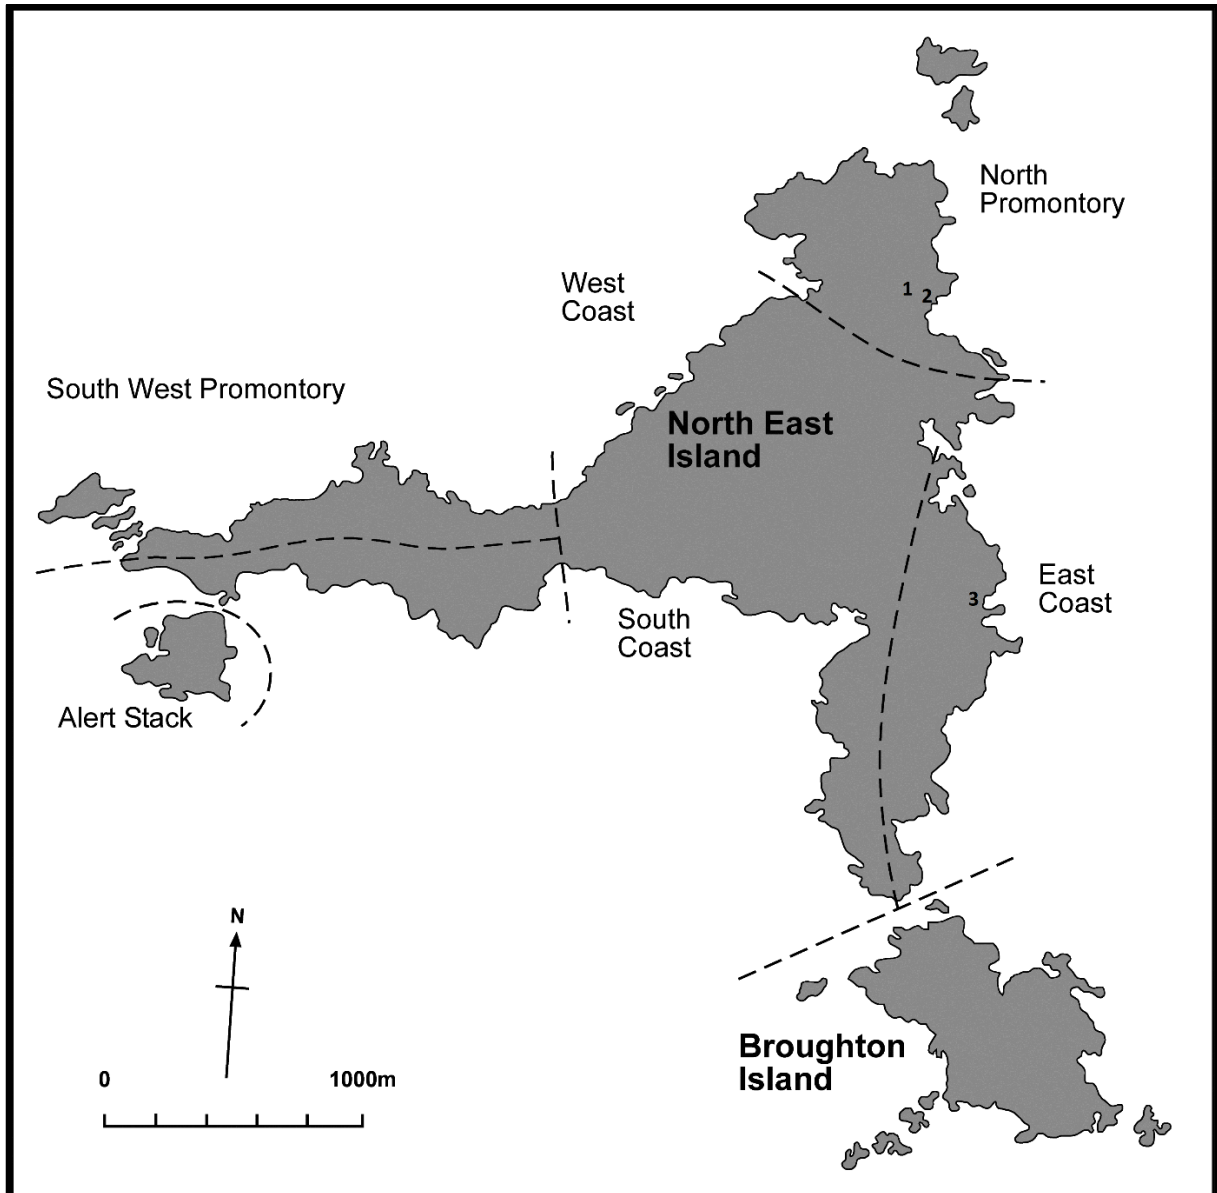 North
Promontory
West
Coast
1 2
South West Promontory
North East
Island
East
Coast
3
South
Coast
Alert Stack
N
Broughton
Island
0 1000m